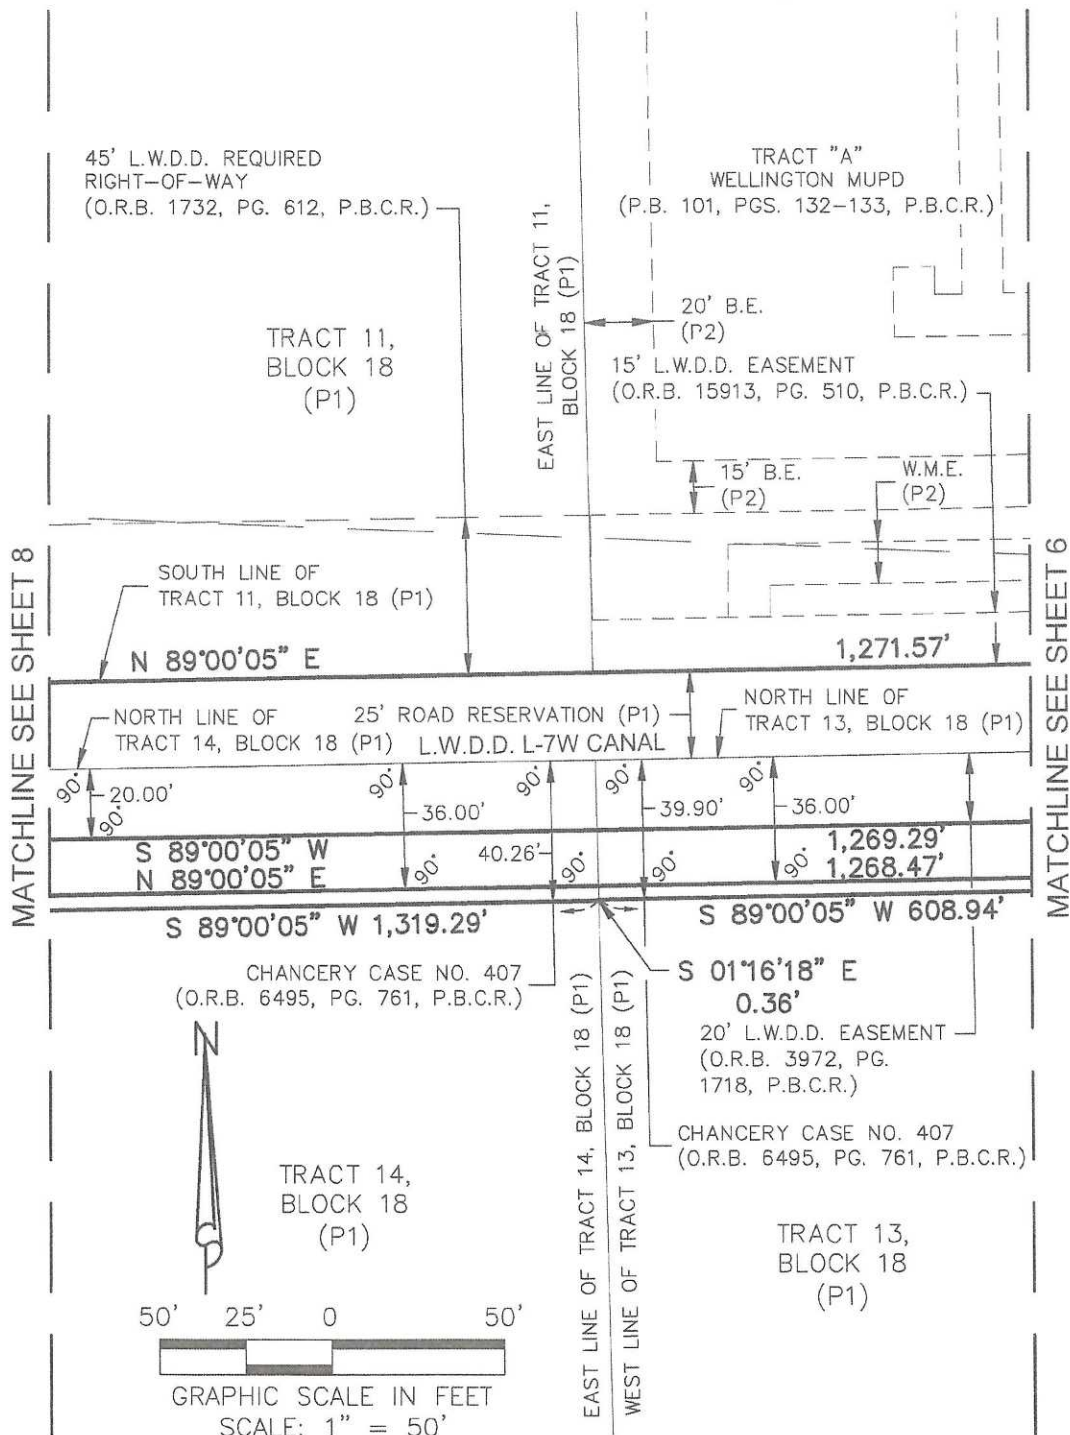 45' L.W.D.D. REQUIRED
RIGHT-OF-WAY
(O.R.B. 1732, PG. 612, P.B.C.R.)
TRACT "A"
WELLINGTON MUPD
(P.B. 101, PGS. 132-133, P.B.C.R.)
EAST LINE OF TRACT 11,
BLOCK 18 (P1)
20' B.E.
(P2)
TRACT 11,
BLOCK 18
(P1)
15' L.W.D.D. EASEMENT
(O.R.B. 15913, PG. 510, P.B.C.R.)
15' B.E.
(P2)
W.M.E.
(P2)
MATCHLINE SEE SHEET 8
MATCHLINE SEE SHEET 6
SOUTH LINE OF
TRACT 11, BLOCK 18 (P1)
N 89°00'05" E
1,271.57'
NORTH LINE OF
TRACT 14, BLOCK 18 (P1)
25' ROAD RESERVATION (P1)
L.W.D.D. L-7W CANAL
NORTH LINE OF
TRACT 13, BLOCK 18 (P1)
90°
90°
90°
90°
90°
20.00'
36.00'
39.90'
36.00'
90°
S 89°00'05" W
1,269.29'
40.26'
N 89°00'05" E
90°
90°
90°
90°
1,268.47'
S 89°00'05" W 1,319.29'
S 89°00'05" W 608.94'
CHANCERY CASE NO. 407
(O.R.B. 6495, PG. 761, P.B.C.R.)
S 01°16'18" E
0.36'
20' L.W.D.D. EASEMENT
(O.R.B. 3972, PG.
1718, P.B.C.R.)
CHANCERY CASE NO. 407
(O.R.B. 6495, PG. 761, P.B.C.R.)
EAST LINE OF TRACT 14, BLOCK 18 (P1)
WEST LINE OF TRACT 13, BLOCK 18 (P1)
N
TRACT 14,
BLOCK 18
(P1)
TRACT 13,
BLOCK 18
(P1)
50' 25' 0 50'
GRAPHIC SCALE IN FEET
SCALE: 1" = 50'